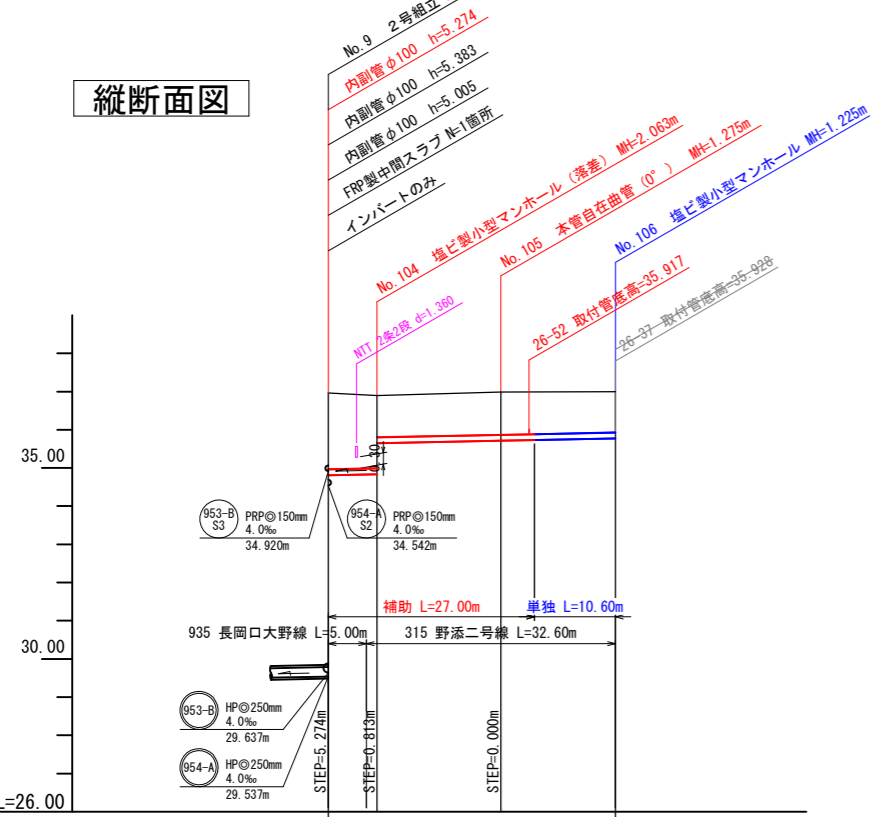 縦断面図
No.9 2号組立
内副管φ100 h=5.274
内副管φ100 h=5.383
内副管φ100 h=5.005
FRP製中間スラブ N=1箇所
インバートのみ
No.104 塩ビ製小型マンホール(落差) MH=2.063m
No.105 本管自在曲管(0°) MH=1.275m
No.106 塩ビ製小型マンホール MH=1.225m
NTT 2条2段 d=1.360
26-52 取付管底高=35.917
26-37 取付管底高=35.928
35.00
30
953-B
S3
PRP◎150mm
4.0‰
34.920m
954-A
S2
PRP◎150mm
4.0‰
34.542m
補助 L=27.00m
単独 L=10.60m
935 長岡口大野線 L=5.00m
315 野添二号線 L=32.60m
30.00
953-B
HP◎250mm
4.0‰
29.637m
954-A
HP◎250mm
4.0‰
29.537m
STEP=5.274m
STEP=0.813m
STEP=0.000m
L=26.00